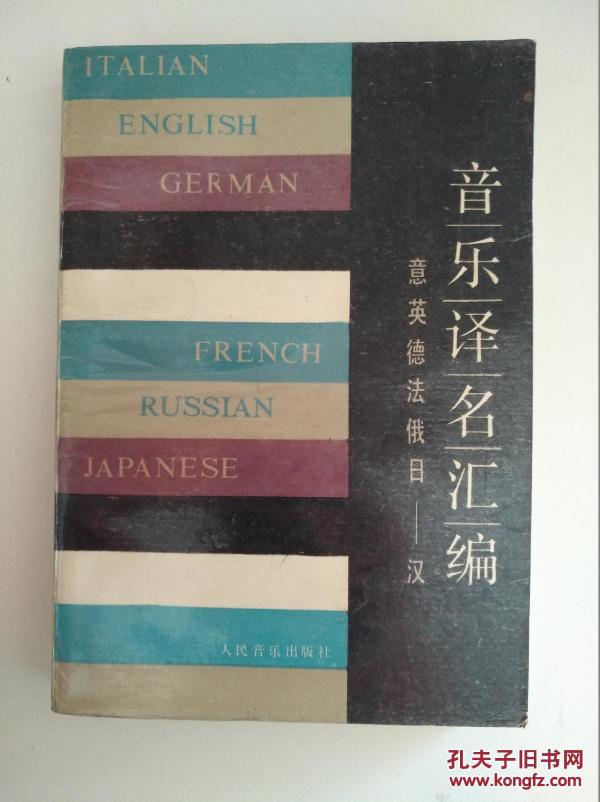 ITALIAN
ENGLISH
GERMAN
FRENCH
RUSSIAN
JAPANESE
音乐译名汇编
意英德法俄日——汉
人民音乐出版社
孔夫子旧书网
www.kongfz.com